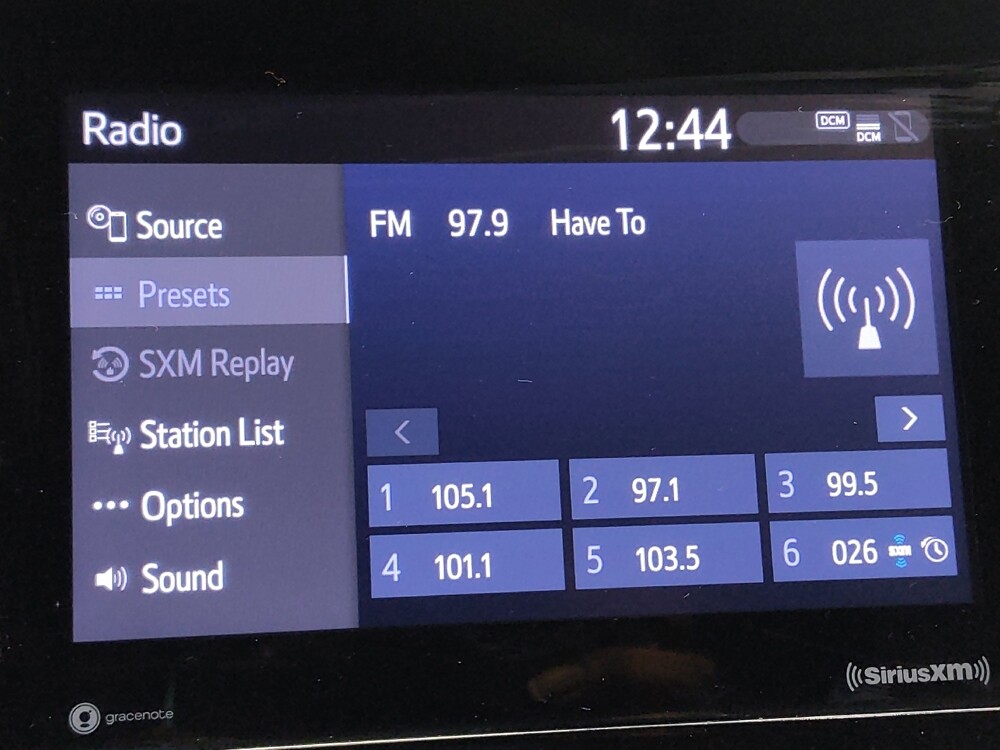 Radio 12:44 DCM DCM
Source
Presets
SXM Replay
Station List
Options
Sound
FM 97.9 Have To
< >
1 105.1 2 97.1 3 99.5
4 101.1 5 103.5 6 026 SXM
((SiriusXM))
g gracenote